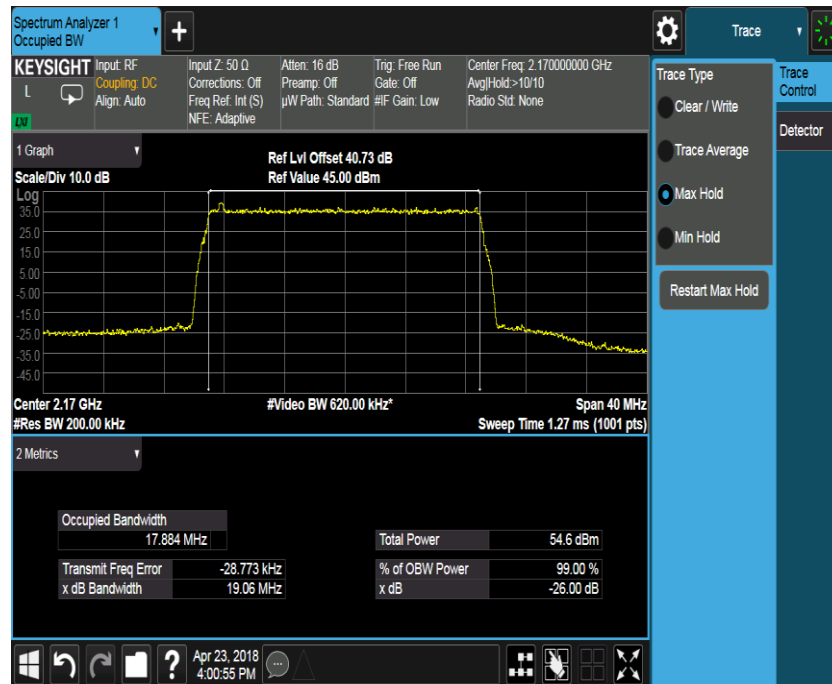 Spectrum Analyzer 1
Occupied BW
+
Trace
KEYSIGHT
L
LXI
Input: RF
Coupling: DC
Align: Auto
Input Z: 50 Ω
Corrections: Off
Freq Ref: Int (S)
NFE: Adaptive
Atten: 16 dB
Preamp: Off
µW Path: Standard
Trig: Free Run
Gate: Off
#IF Gain: Low
Center Freq: 2.170000000 GHz
Avg|Hold:>10/10
Radio Std: None
Trace Type
Clear / Write
Trace Average
Max Hold
Min Hold
Restart Max Hold
Trace
Control
Detector
1 Graph
Scale/Div 10.0 dB
Ref Lvl Offset 40.73 dB
Ref Value 45.00 dBm
Log
35.0
25.0
15.0
5.00
-5.00
-15.0
-25.0
-35.0
-45.0
Center 2.17 GHz
#Res BW 200.00 kHz
#Video BW 620.00 kHz*
Span 40 MHz
Sweep Time 1.27 ms (1001 pts)
2 Metrics
Occupied Bandwidth
17.884 MHz
Total Power 54.6 dBm
Transmit Freq Error -28.773 kHz
% of OBW Power 99.00 %
x dB Bandwidth 19.06 MHz
x dB -26.00 dB
?
Apr 23, 2018
4:00:55 PM